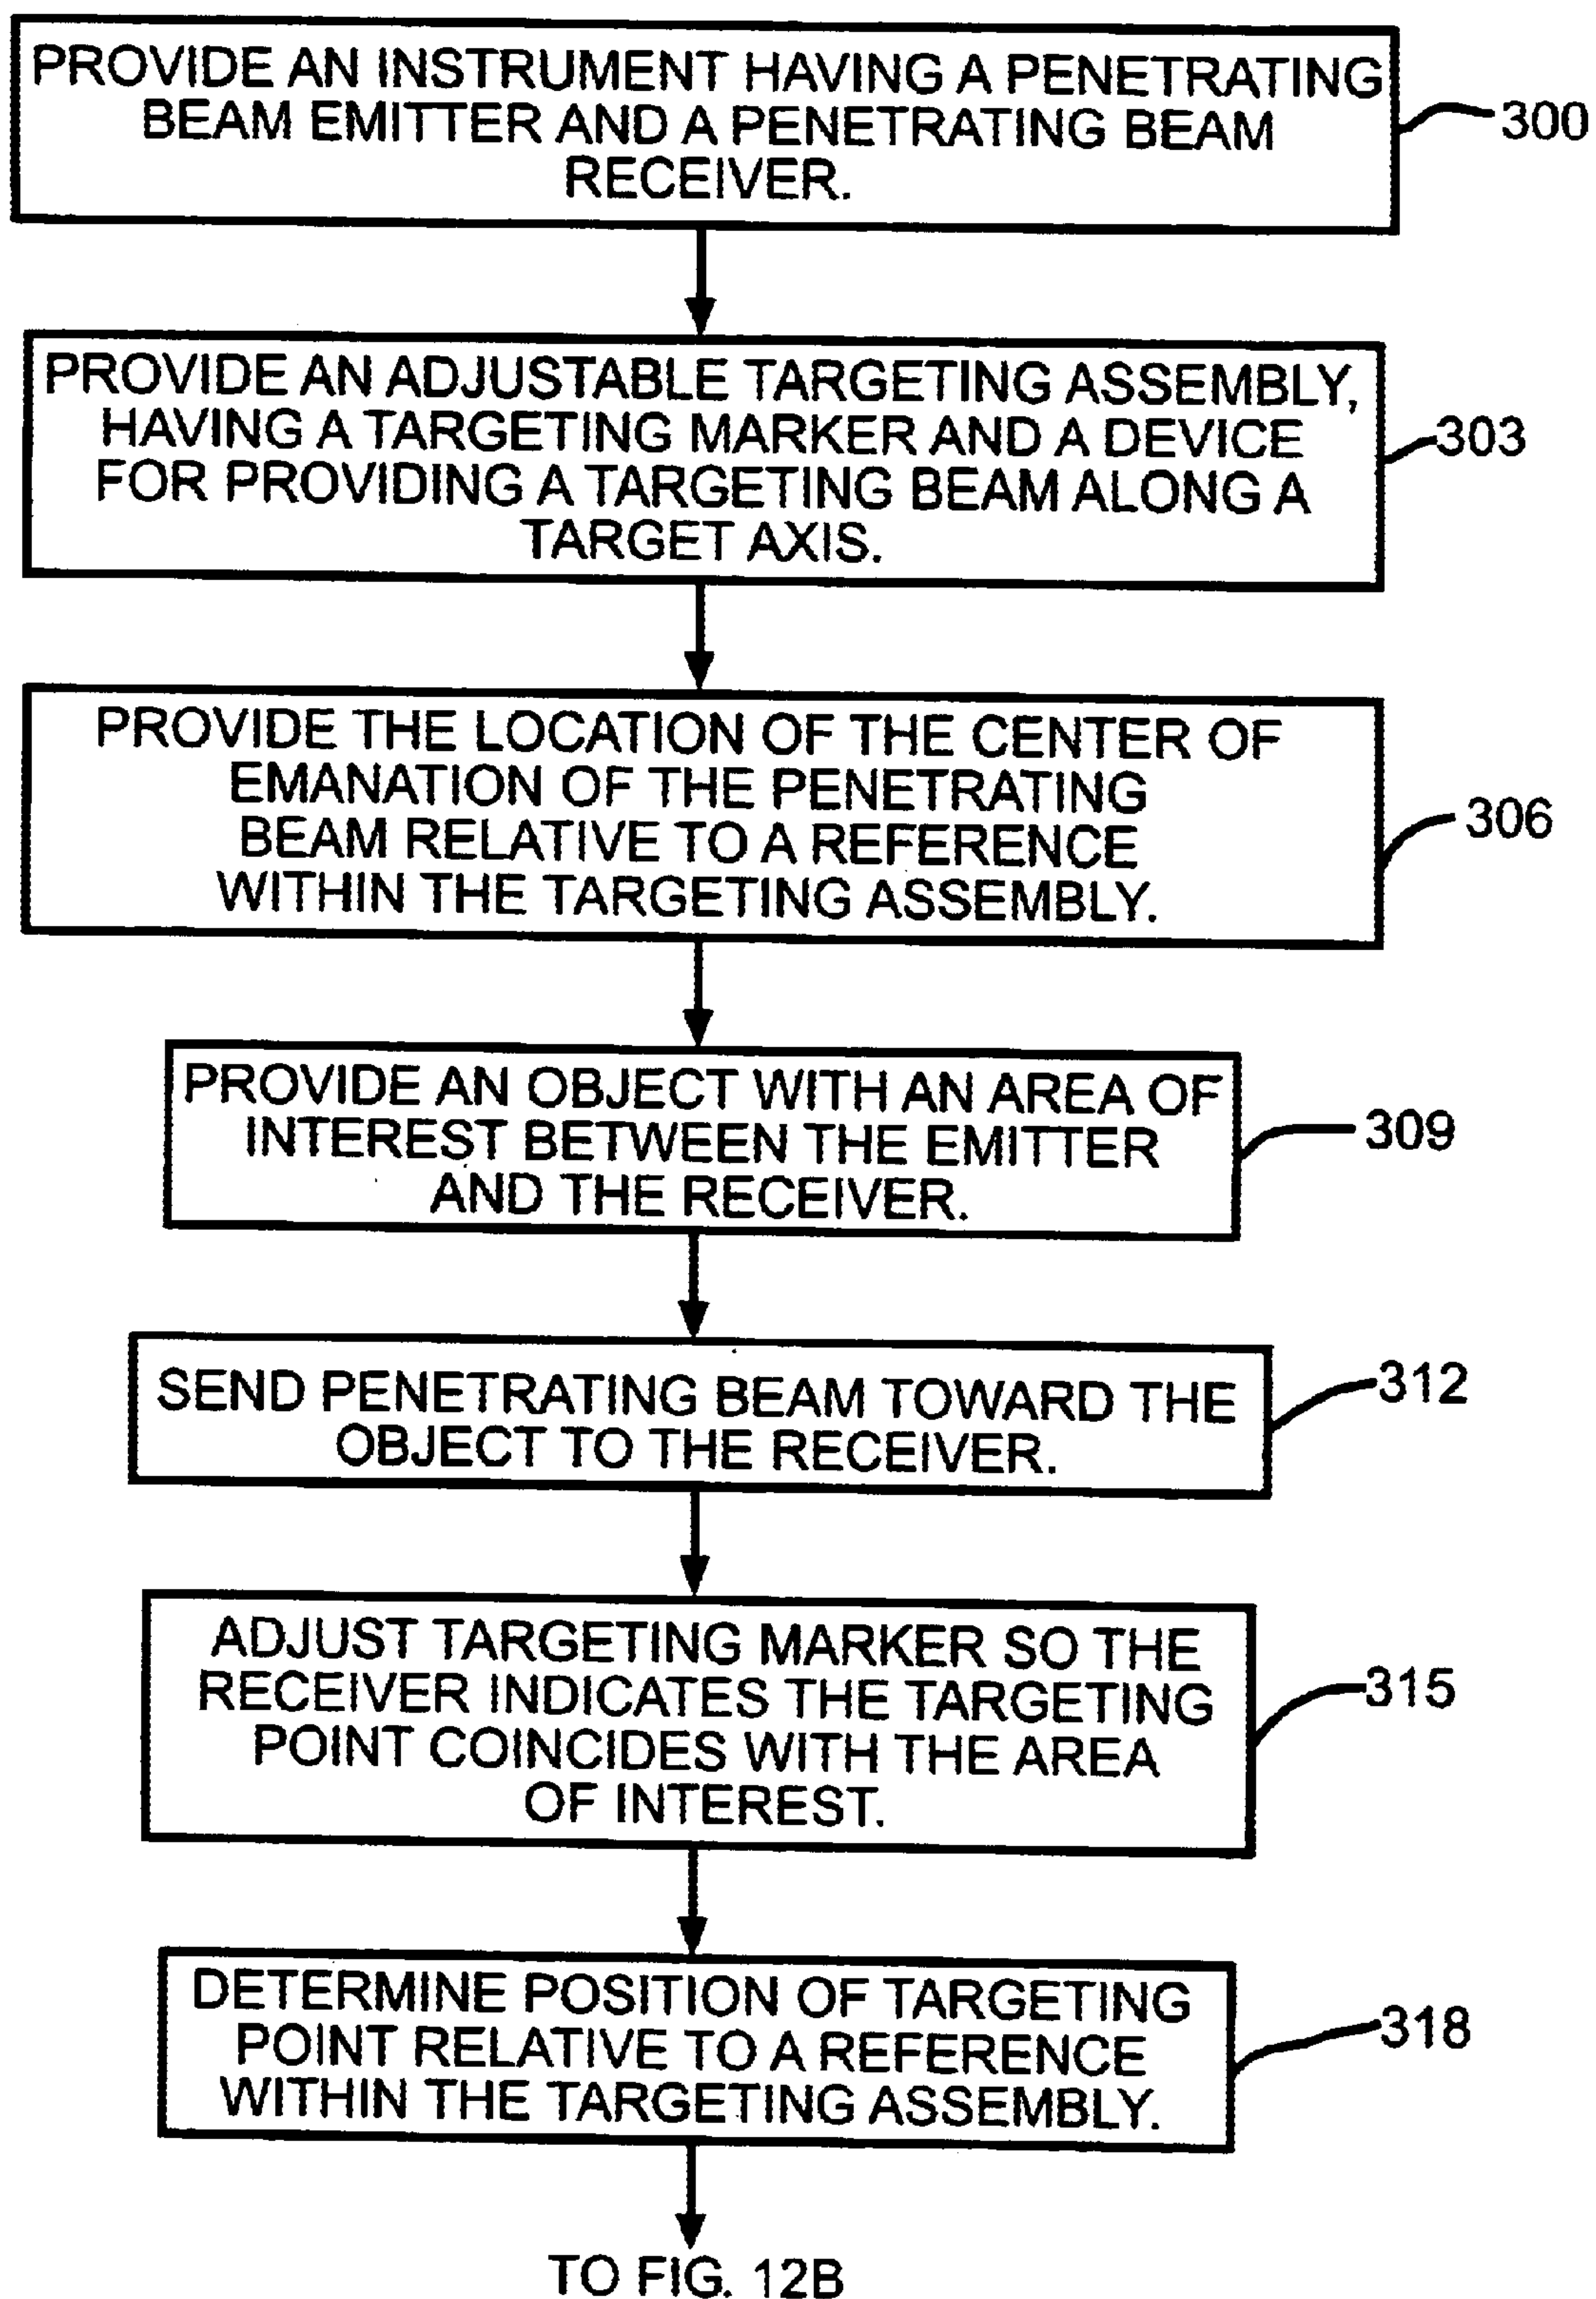 PROVIDE AN INSTRUMENT HAVING A PENETRATING
BEAM EMITTER AND A PENETRATING BEAM
RECEIVER.
300
PROVIDE AN ADJUSTABLE TARGETING ASSEMBLY,
HAVING A TARGETING MARKER AND A DEVICE
FOR PROVIDING A TARGETING BEAM ALONG A
TARGET AXIS.
303
PROVIDE THE LOCATION OF THE CENTER OF
EMANATION OF THE PENETRATING
BEAM RELATIVE TO A REFERENCE
WITHIN THE TARGETING ASSEMBLY.
306
PROVIDE AN OBJECT WITH AN AREA OF
INTEREST BETWEEN THE EMITTER
AND THE RECEIVER.
309
SEND PENETRATING BEAM TOWARD THE
OBJECT TO THE RECEIVER.
312
ADJUST TARGETING MARKER SO THE
RECEIVER INDICATES THE TARGETING
POINT COINCIDES WITH THE AREA
OF INTEREST.
315
DETERMINE POSITION OF TARGETING
POINT RELATIVE TO A REFERENCE
WITHIN THE TARGETING ASSEMBLY.
318
TO FIG. 12B